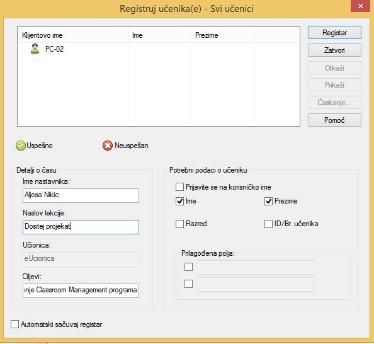 Registruj učenika(e) - Svi učenici
Klijentovo ime Ime Prezime
PC-02
Registar
Zatvori
Otkaži
Prikaži
Ćaskanje...
Pomoć
Uspešno Neuspešan
Detalji o času
Ime nastavnika:
Aljosa Nikic
Naslov lekcije:
Dositej projekat
Učionica:
eUcionica
Ciljevi:
nje Classroom Management programa
Potrebni podaci o učeniku
Prijavite se na korisničko ime
Ime Prezime
Razred ID/Br. učenika
Prilagođena polja:
Automatski sačuvaj registar